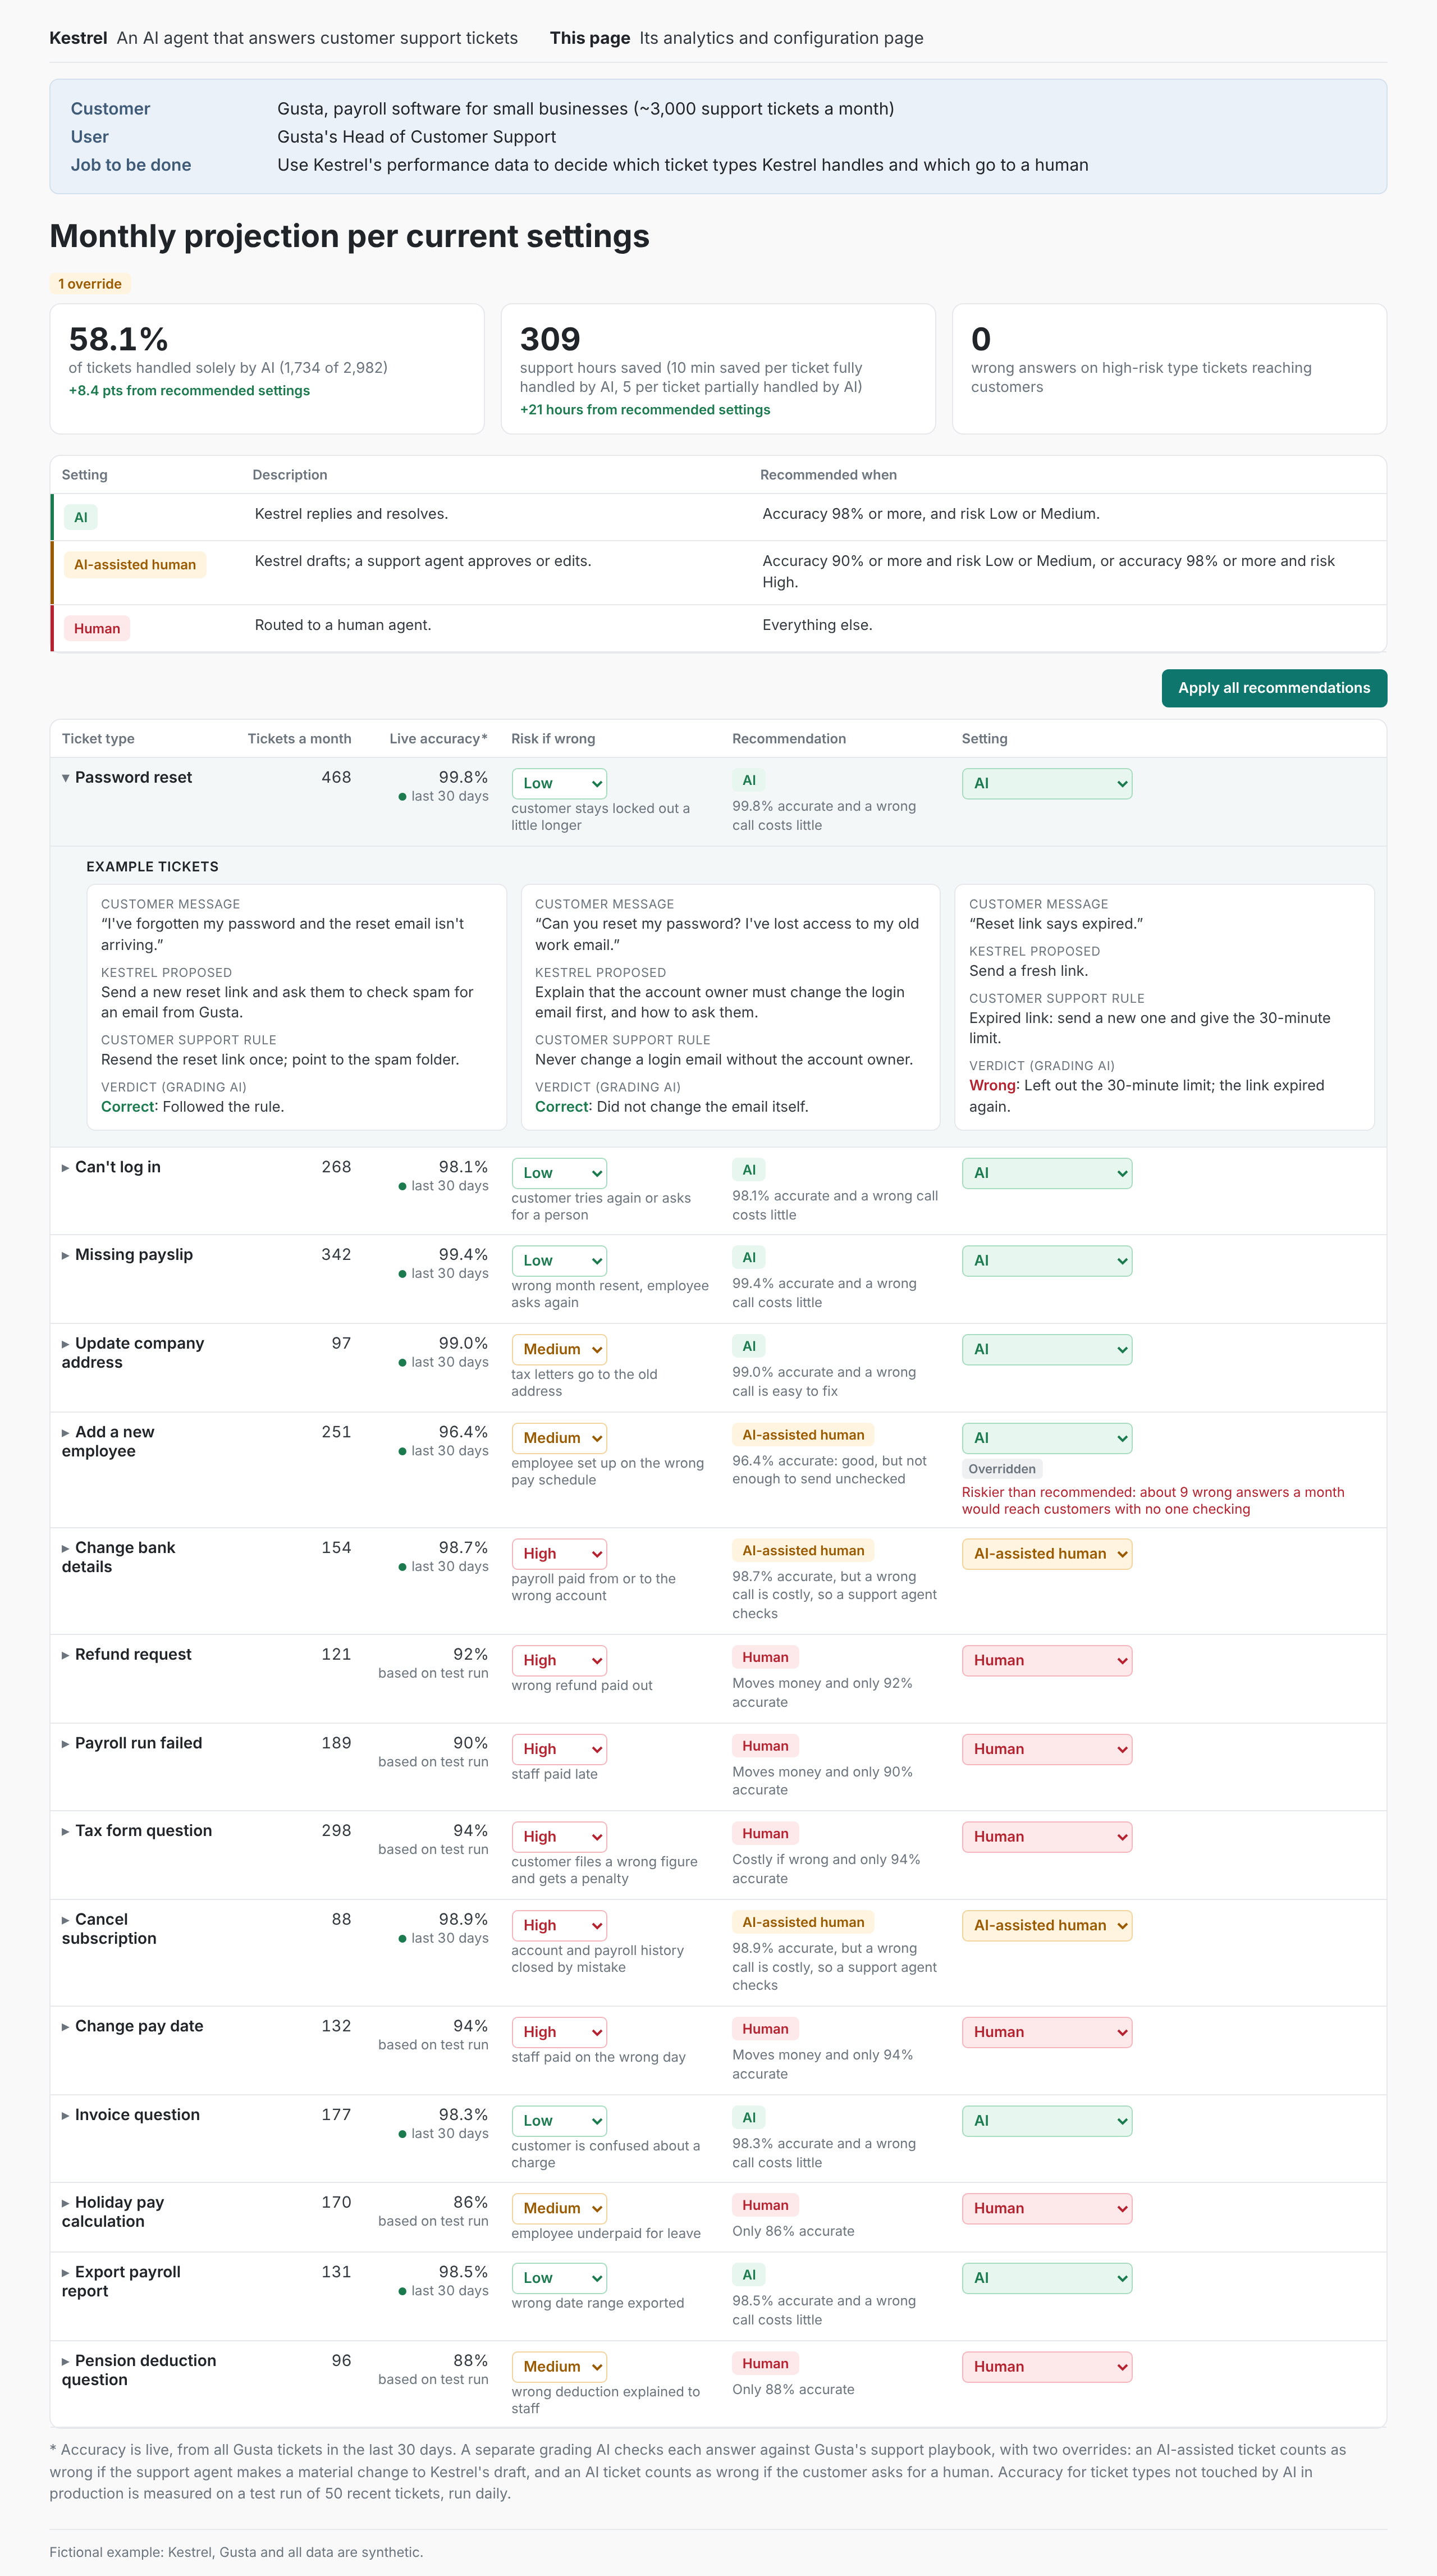 Kestrel An AI agent that answers customer support tickets This page Its analytics and configuration page
Customer Gusta, payroll software for small businesses (~3,000 support tickets a month)
User Gusta's Head of Customer Support
Job to be done Use Kestrel's performance data to decide which ticket types Kestrel handles and which go to a human
Monthly projection per current settings
1 override
58.1%
of tickets handled solely by AI (1,734 of 2,982)
+8.4 pts from recommended settings
309
support hours saved (10 min saved per ticket fully
handled by AI, 5 per ticket partially handled by AI)
+21 hours from recommended settings
0
wrong answers on high-risk type tickets reaching
customers
Setting Description Recommended when
AI Kestrel replies and resolves. Accuracy 98% or more, and risk Low or Medium.
AI-assisted human Kestrel drafts; a support agent approves or edits. Accuracy 90% or more and risk Low or Medium, or accuracy 98% or more and risk
High.
Human Routed to a human agent. Everything else.
Apply all recommendations
Ticket type Tickets a month Live accuracy* Risk if wrong Recommendation Setting
▾ Password reset 468 99.8% Low AI AI
● last 30 days
customer stays locked out a
little longer
99.8% accurate and a wrong
call costs little
EXAMPLE TICKETS
CUSTOMER MESSAGE
“I've forgotten my password and the reset email isn't
arriving.”
KESTREL PROPOSED
Send a new reset link and ask them to check spam for
an email from Gusta.
CUSTOMER SUPPORT RULE
Resend the reset link once; point to the spam folder.
VERDICT (GRADING AI)
Correct: Followed the rule.
CUSTOMER MESSAGE
“Can you reset my password? I've lost access to my old
work email.”
KESTREL PROPOSED
Explain that the account owner must change the login
email first, and how to ask them.
CUSTOMER SUPPORT RULE
Never change a login email without the account owner.
VERDICT (GRADING AI)
Correct: Did not change the email itself.
CUSTOMER MESSAGE
“Reset link says expired.”
KESTREL PROPOSED
Send a fresh link.
CUSTOMER SUPPORT RULE
Expired link: send a new one and give the 30-minute
limit.
VERDICT (GRADING AI)
Wrong: Left out the 30-minute limit; the link expired
again.
▸ Can't log in 268 98.1% Low AI AI
● last 30 days
customer tries again or asks
for a person
98.1% accurate and a wrong call
costs little
▸ Missing payslip 342 99.4% Low AI AI
● last 30 days
wrong month resent, employee
asks again
99.4% accurate and a wrong
call costs little
▸ Update company
address
97 99.0% Medium AI AI
● last 30 days
tax letters go to the old
address
99.0% accurate and a wrong
call is easy to fix
▸ Add a new
employee
251 96.4% Medium AI-assisted human AI
● last 30 days
employee set up on the wrong
pay schedule
96.4% accurate: good, but not
enough to send unchecked
Overridden
Riskier than recommended: about 9 wrong answers a month
would reach customers with no one checking
▸ Change bank
details
154 98.7% High AI-assisted human AI-assisted human
● last 30 days
payroll paid from or to the
wrong account
98.7% accurate, but a wrong
call is costly, so a support agent
checks
▸ Refund request 121 92% High Human Human
based on test run
wrong refund paid out
Moves money and only 92%
accurate
▸ Payroll run failed 189 90% High Human Human
based on test run
staff paid late
Moves money and only 90%
accurate
▸ Tax form question 298 94% High Human Human
based on test run
customer files a wrong figure
and gets a penalty
Costly if wrong and only 94%
accurate
▸ Cancel
subscription
88 98.9% High AI-assisted human AI-assisted human
● last 30 days
account and payroll history
closed by mistake
98.9% accurate, but a wrong
call is costly, so a support agent
checks
▸ Change pay date 132 94% High Human Human
based on test run
staff paid on the wrong day
Moves money and only 94%
accurate
▸ Invoice question 177 98.3% Low AI AI
● last 30 days
customer is confused about a
charge
98.3% accurate and a wrong
call costs little
▸ Holiday pay
calculation
170 86% Medium Human Human
based on test run
employee underpaid for leave
Only 86% accurate
▸ Export payroll
report
131 98.5% Low AI AI
● last 30 days
wrong date range exported
98.5% accurate and a wrong
call costs little
▸ Pension deduction
question
96 88% Medium Human Human
based on test run
wrong deduction explained to
staff
Only 88% accurate
* Accuracy is live, from all Gusta tickets in the last 30 days. A separate grading AI checks each answer against Gusta's support playbook, with two overrides: an AI-assisted ticket counts as
wrong if the support agent makes a material change to Kestrel's draft, and an AI ticket counts as wrong if the customer asks for a human. Accuracy for ticket types not touched by AI in
production is measured on a test run of 50 recent tickets, run daily.
Fictional example: Kestrel, Gusta and all data are synthetic.